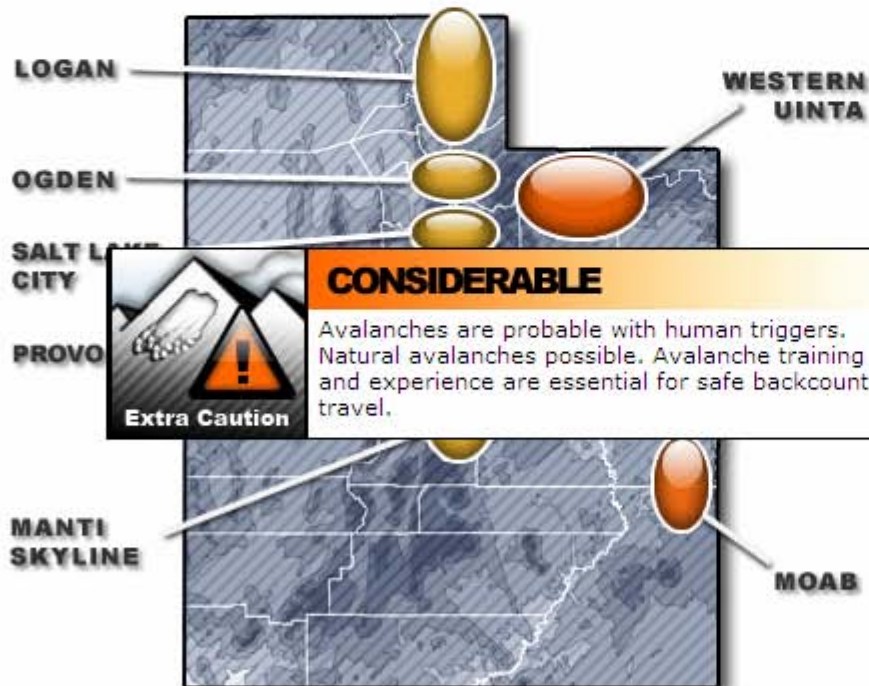 LOGAN
WESTERN
UINTA
OGDEN
SALT LAKE
CITY
CONSIDERABLE
Avalanches are probable with human triggers.
Natural avalanches possible. Avalanche training
and experience are essential for safe backcount
travel.
Extra Caution
PROVO
MANTI
SKYLINE
MOAB